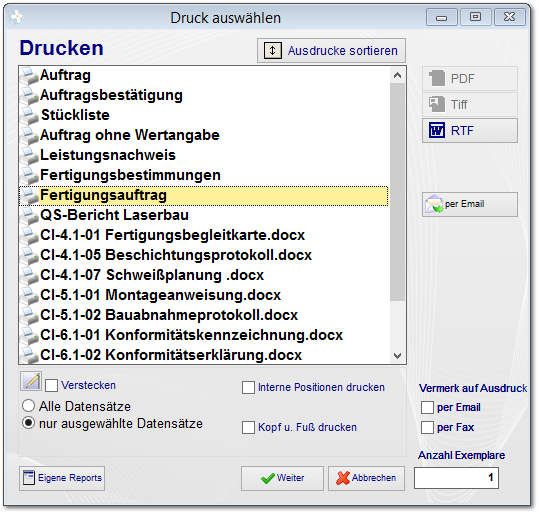 Druck auswählen
Drucken
Ausdrucke sortieren
Auftrag
Auftragsbestätigung
Stückliste
Auftrag ohne Wertangabe
Leistungsnachweis
Fertigungsbestimmungen
Fertigungsauftrag
QS-Bericht Laserbau
CI-4.1-01 Fertigungsbegleitkarte.docx
CI-4.1-05 Beschichtungsprotokoll.docx
CI-4.1-07 Schweißplanung .docx
CI-5.1-01 Montageanweisung.docx
CI-5.1-02 Bauabnahmeprotokoll.docx
CI-6.1-01 Konformitätskennzeichnung.docx
CI-6.1-02 Konformitätserklärung.docx
PDF
Tiff
W RTF
per Email
Verstecken
Alle Datensätze
nur ausgewählte Datensätze
Interne Positionen drucken
Kopf u. Fuß drucken
Vermerk auf Ausdruck
per Email
per Fax
Anzahl Exemplare
1
Eigene Reports
Weiter
Abbrechen